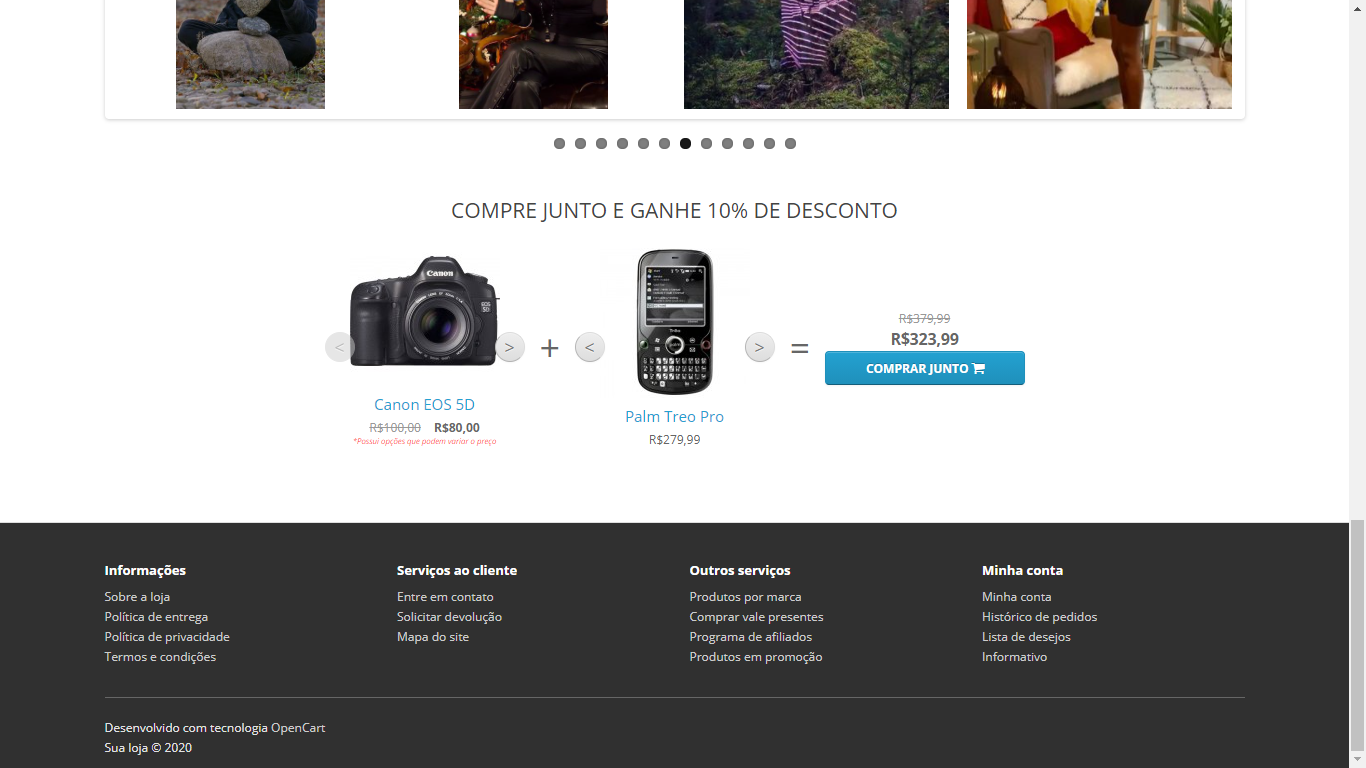 COMPRE JUNTO E GANHE 10% DE DESCONTO
Canon
EOS
5D
< > + < > =
Canon EOS 5D
R$100,00 R$80,00
*Possui opções que podem variar o preço
Palm Treo Pro
R$279,99
R$379,99
R$323,99
COMPRAR JUNTO
Informações
Sobre a loja
Política de entrega
Política de privacidade
Termos e condições
Serviços ao cliente
Entre em contato
Solicitar devolução
Mapa do site
Outros serviços
Produtos por marca
Comprar vale presentes
Programa de afiliados
Produtos em promoção
Minha conta
Minha conta
Histórico de pedidos
Lista de desejos
Informativo
Desenvolvido com tecnologia OpenCart
Sua loja © 2020